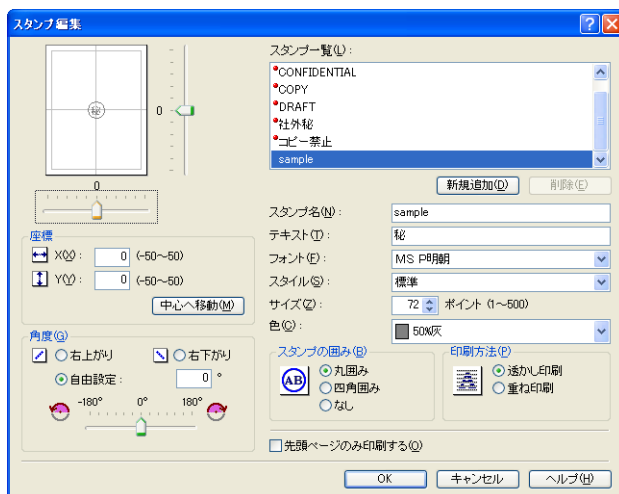 スタンプ編集
スタンプ一覧(L):
CONFIDENTIAL
COPY
DRAFT
社外秘
コピー禁止
sample
秘
0
0
新規追加(D)
削除(E)
スタンプ名(N):
sample
テキスト(T):
秘
フォント(F):
MS P明朝
スタイル(S):
標準
サイズ(Z):
72 ポイント (1~500)
色(C):
50%灰
座標
X(X): 0 (-50~50)
Y(Y): 0 (-50~50)
中心へ移動(M)
角度(G)
右上がり
右下がり
自由設定: 0 °
-180° 0° 180°
スタンプの囲み(B)
AB
丸囲み
四角囲み
なし
印刷方法(P)
透かし印刷
重ね印刷
先頭ページのみ印刷する(O)
OK
キャンセル
ヘルプ(H)